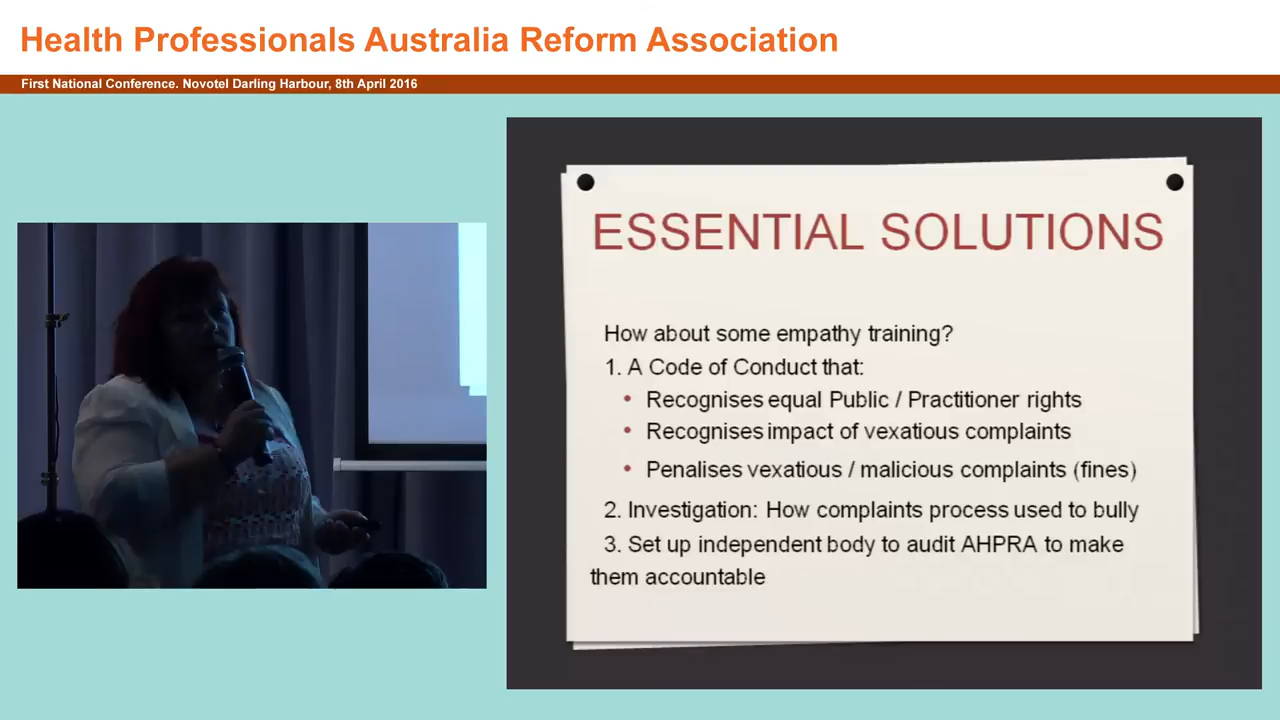 Health Professionals Australia Reform Association
First National Conference. Novotel Darling Harbour, 8th April 2016
ESSENTIAL SOLUTIONS
How about some empathy training?
1. A Code of Conduct that:
• Recognises equal Public / Practitioner rights
• Recognises impact of vexatious complaints
• Penalises vexatious / malicious complaints (fines)
2. Investigation: How complaints process used to bully
3. Set up independent body to audit AHPRA to make
them accountable